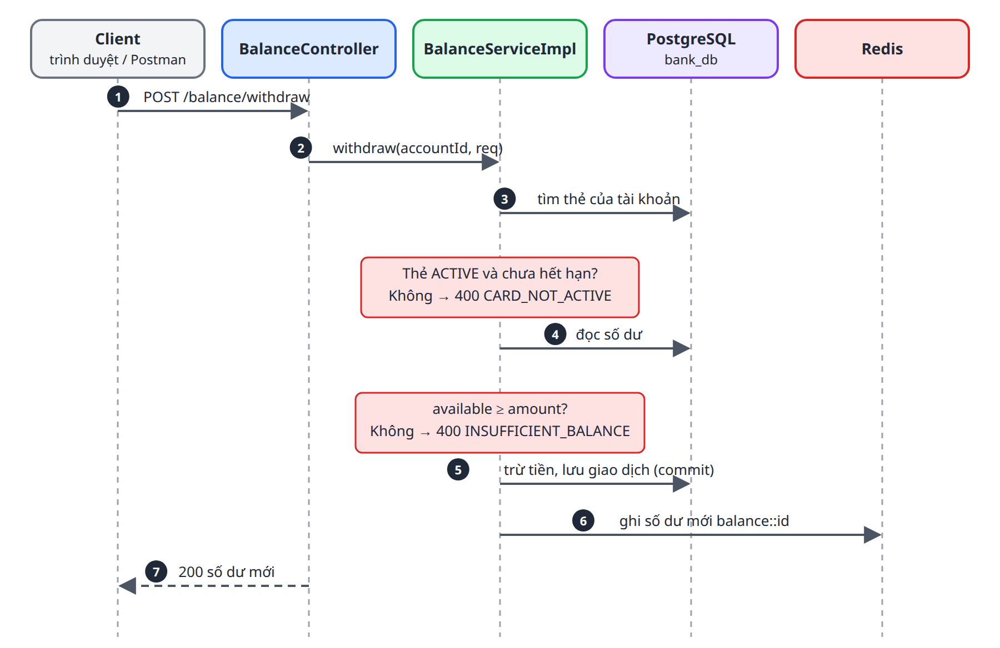 Client
trình duyệt / Postman
BalanceController
BalanceServiceImpl
PostgreSQL
bank_db
Redis
1 POST /balance/withdraw
2 withdraw(accountId, req)
3 tìm thẻ của tài khoản
Thẻ ACTIVE và chưa hết hạn?
Không → 400 CARD_NOT_ACTIVE
4 đọc số dư
available ≥ amount?
Không → 400 INSUFFICIENT_BALANCE
5 trừ tiền, lưu giao dịch (commit)
6 ghi số dư mới balance::id
7 200 số dư mới